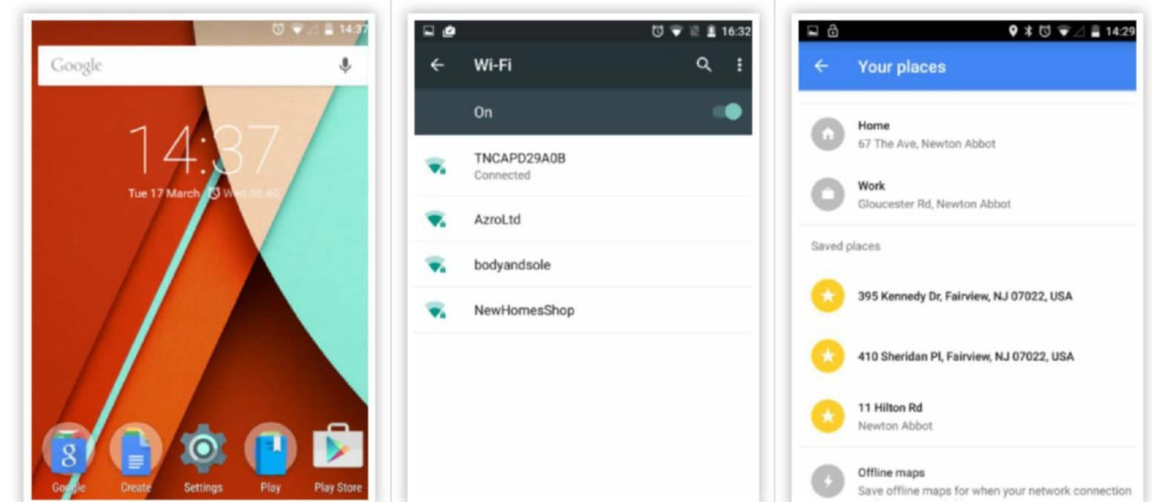 14:37
Google
14:37
Tue 17 March
Google
Create
Settings
Play
Play Store
16:32
Wi-Fi
On
TNCAPD29A0B
Connected
AzroLtd
bodyandsole
NewHomesShop
14:29
Your places
Home
67 The Ave, Newton Abbot
Work
Gloucester Rd, Newton Abbot
Saved places
395 Kennedy Dr, Fairview, NJ 07022, USA
410 Sheridan Pl, Fairview, NJ 07022, USA
11 Hilton Rd
Newton Abbot
Offline maps
Save offline maps for when your network connection